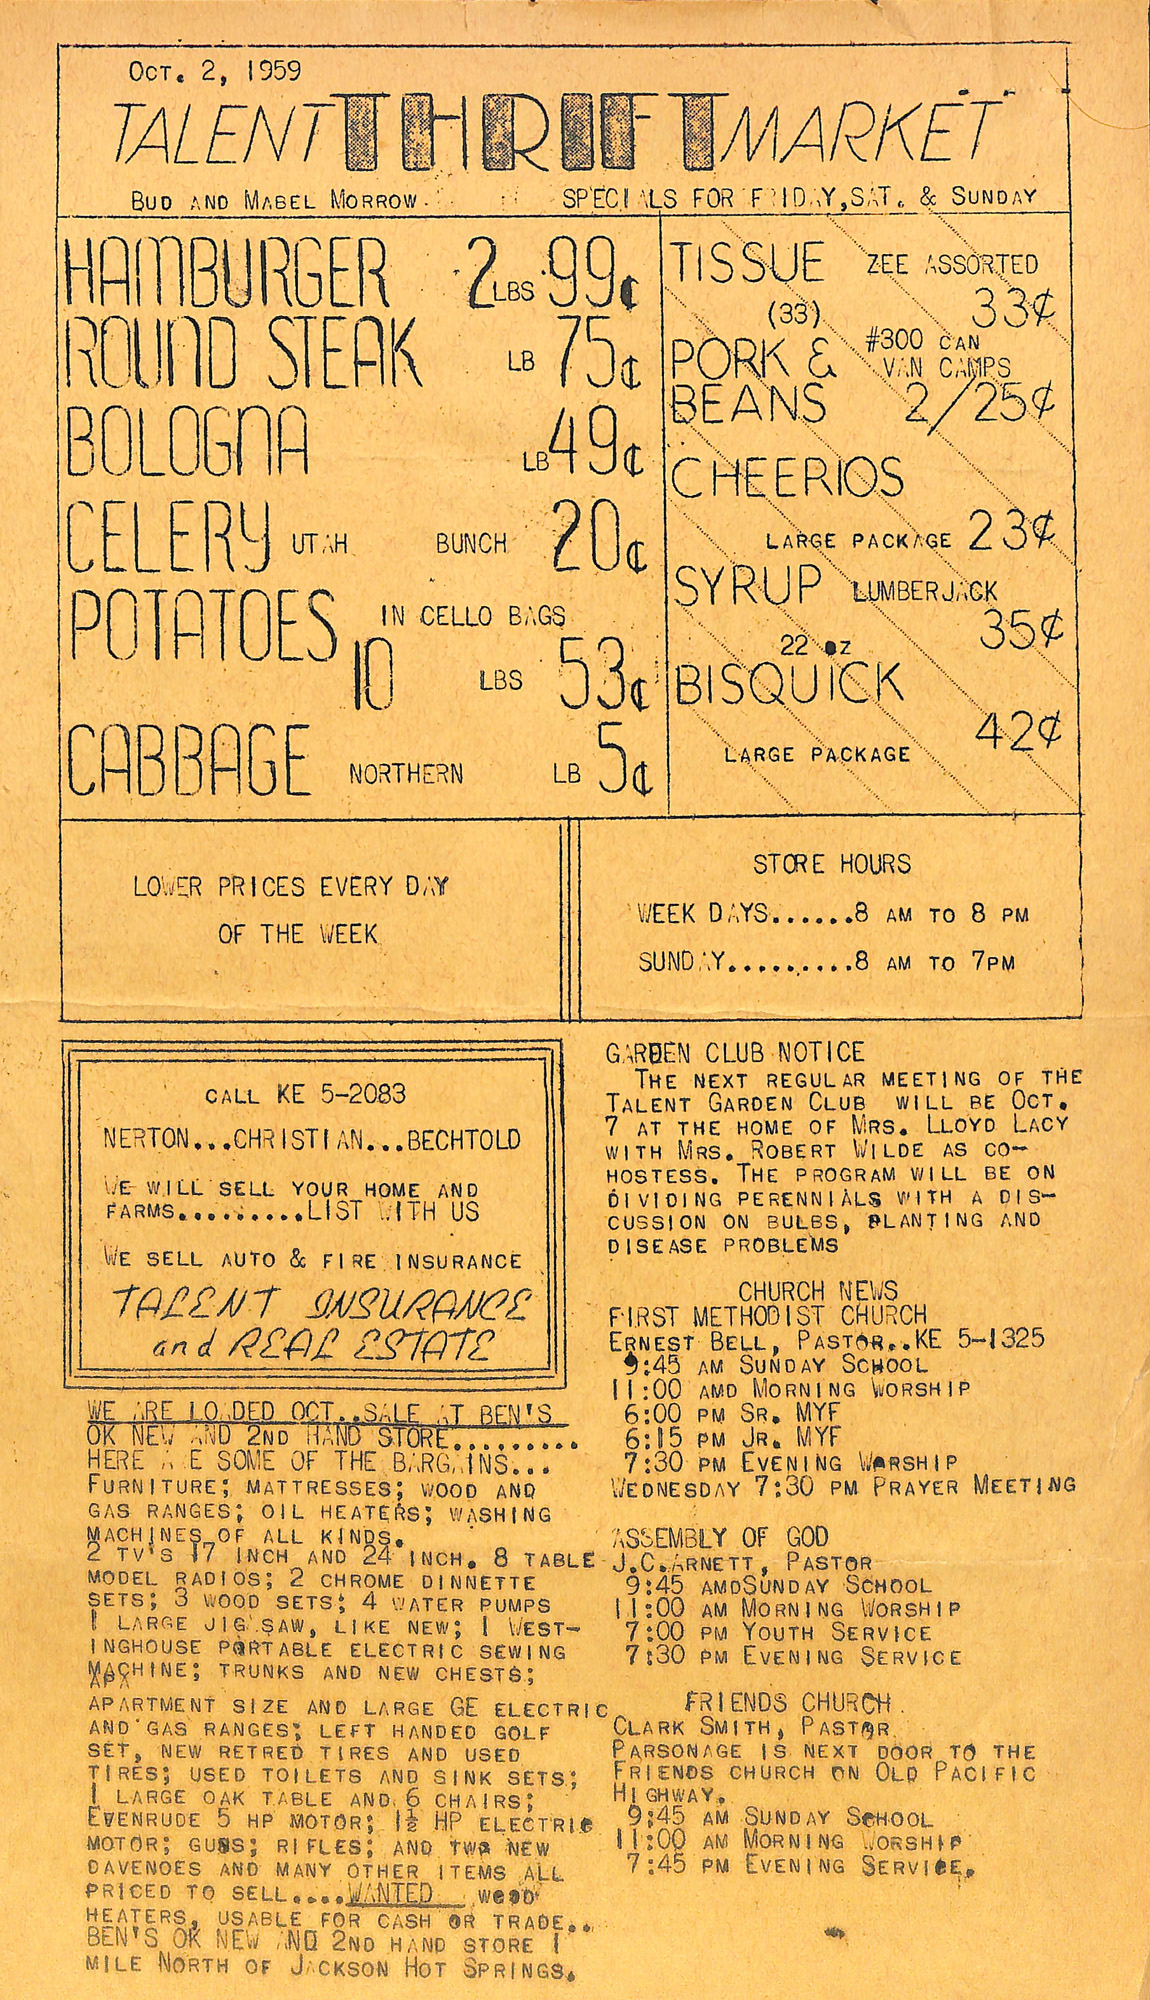 OCT. 2, 1959
TALENT THRIFT MARKET
BUD AND MABEL MORROW. SPECIALS FOR FRIDAY, SAT. & SUNDAY
HAMBURGER 2 LBS 99¢
ROUND STEAK LB 75¢
BOLOGNA LB 49¢
CELERY UTAH BUNCH 20¢
POTATOES IN CELLO BAGS
10 LBS 53¢
CABBAGE NORTHERN LB 5¢
TISSUE ZEE ASSORTED
(33) 33¢
PORK & #300 CAN
VAN CAMPS
BEANS 2/25¢
CHEERIOS
LARGE PACKAGE 23¢
SYRUP LUMBERJACK
22 OZ 35¢
BISQUICK
LARGE PACKAGE 42¢
LOWER PRICES EVERY DAY
OF THE WEEK
STORE HOURS
WEEK DAYS......8 AM TO 8 PM
SUNDAY.........8 AM TO 7PM
CALL KE 5-2083
NERTON...CHRISTIAN...BECHTOLD
WE WILL SELL YOUR HOME AND
FARMS.........LIST WITH US
WE SELL AUTO & FIRE INSURANCE
TALENT INSURANCE
and REAL ESTATE
WE ARE LOADED OCT..SALE AT BEN'S
OK NEW AND 2ND HAND STORE.........
HERE ARE SOME OF THE BARGAINS...
FURNITURE; MATTRESSES; WOOD AND
GAS RANGES; OIL HEATERS; WASHING
MACHINES OF ALL KINDS.
2 TV'S 17 INCH AND 24 INCH. 8 TABLE
MODEL RADIOS; 2 CHROME DINNETTE
SETS; 3 WOOD SETS; 4 WATER PUMPS
1 LARGE JIG SAW, LIKE NEW; 1 WEST-
INGHOUSE PORTABLE ELECTRIC SEWING
MACHINE; TRUNKS AND NEW CHESTS;
APA
APARTMENT SIZE AND LARGE GE ELECTRIC
AND GAS RANGES; LEFT HANDED GOLF
SET, NEW RETRED TIRES AND USED
TIRES; USED TOILETS AND SINK SETS;
1 LARGE OAK TABLE AND 6 CHAIRS;
EVENRUDE 5 HP MOTOR; 1½ HP ELECTRIC
MOTOR; GUNS; RIFLES; AND TWO NEW
DAVENOES AND MANY OTHER ITEMS ALL
PRICED TO SELL....WANTED WOOD
HEATERS, USABLE FOR CASH OR TRADE..
BEN'S OK NEW AND 2ND HAND STORE 1
MILE NORTH OF JACKSON HOT SPRINGS.
GARDEN CLUB NOTICE
THE NEXT REGULAR MEETING OF THE
TALENT GARDEN CLUB WILL BE OCT.
7 AT THE HOME OF MRS. LLOYD LACY
WITH MRS. ROBERT WILDE AS CO-
HOSTESS. THE PROGRAM WILL BE ON
DIVIDING PERENNIALS WITH A DIS-
CUSSION ON BULBS, PLANTING AND
DISEASE PROBLEMS
CHURCH NEWS
FIRST METHODIST CHURCH
ERNEST BELL, PASTOR..KE 5-1325
9:45 AM SUNDAY SCHOOL
11:00 AMD MORNING WORSHIP
6:00 PM SR. MYF
6:15 PM JR. MYF
7:30 PM EVENING WORSHIP
WEDNESDAY 7:30 PM PRAYER MEETING
ASSEMBLY OF GOD
J.C.ARNETT, PASTOR
9:45 AMDSUNDAY SCHOOL
11:00 AM MORNING WORSHIP
7:00 PM YOUTH SERVICE
7:30 PM EVENING SERVICE
FRIENDS CHURCH
CLARK SMITH, PASTOR
PARSONAGE IS NEXT DOOR TO THE
FRIENDS CHURCH ON OLD PACIFIC
HIGHWAY.
9:45 AM SUNDAY SCHOOL
11:00 AM MORNING WORSHIP
7:45 PM EVENING SERVICE.